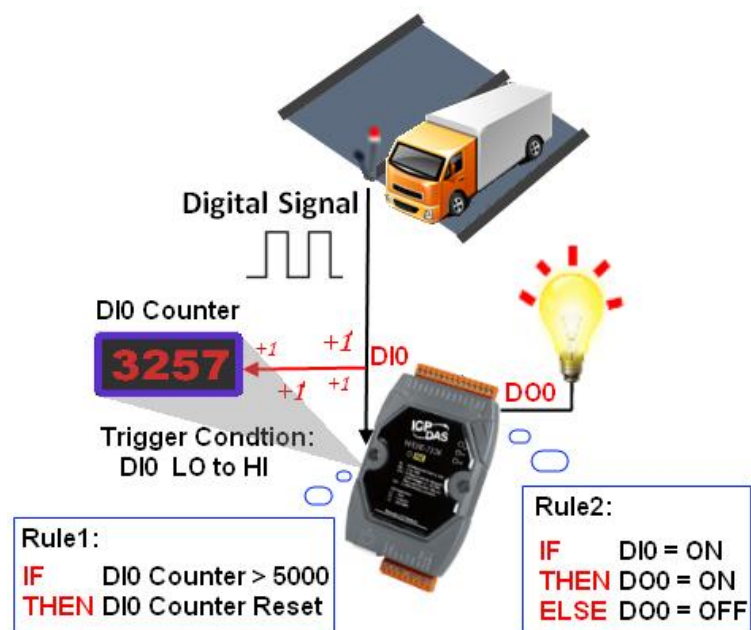 Digital Signal
DI0 Counter
3257
+1
+1
+1
+1
DI0
DO0
Trigger Condtion:
DI0 LO to HI
ICP
DAS
Rule1:
IF DI0 Counter > 5000
THEN DI0 Counter Reset
Rule2:
IF DI0 = ON
THEN DO0 = ON
ELSE DO0 = OFF